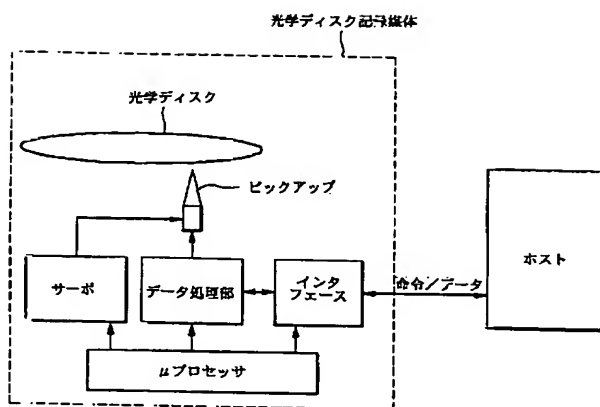 光学ディスク記録媒体
光学ディスク
ピックアップ
サーボ
データ処理部
インタ
フェース
命令/データ
ホスト
μプロセッサ